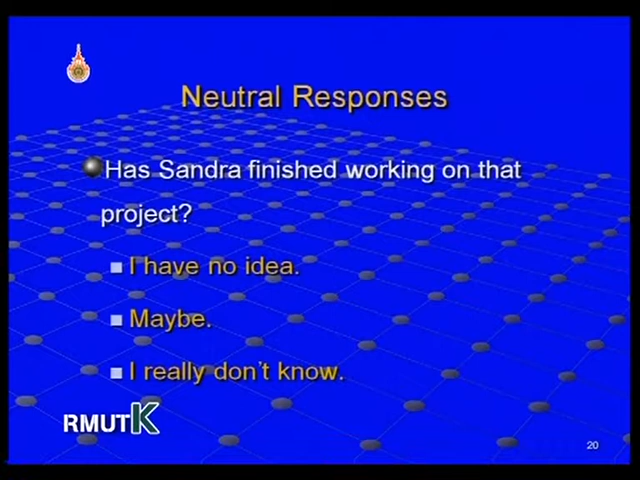 Neutral Responses
Has Sandra finished working on that
project?
I have no idea.
Maybe.
I really don't know.
RMUTK
20